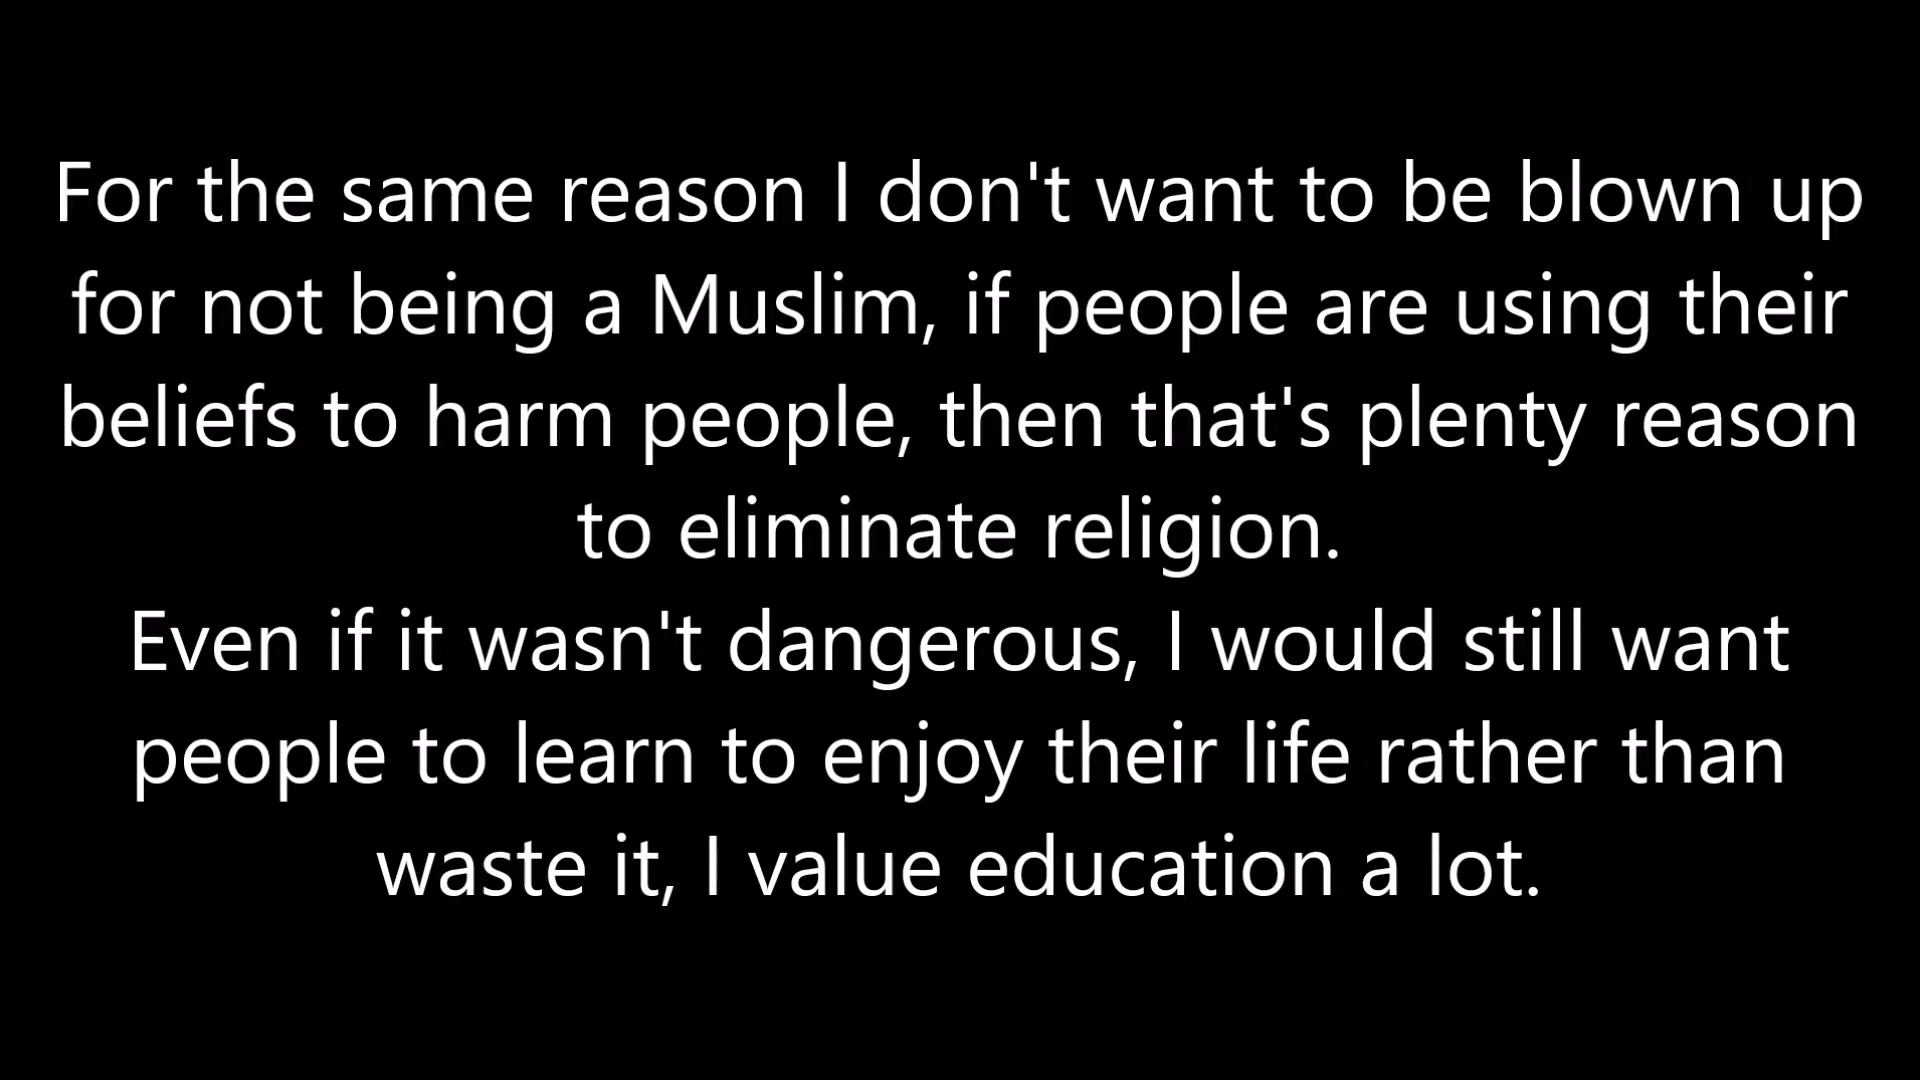 For the same reason I don't want to be blown up
for not being a Muslim, if people are using their
beliefs to harm people, then that's plenty reason
to eliminate religion.
Even if it wasn't dangerous, I would still want
people to learn to enjoy their life rather than
waste it, I value education a lot.